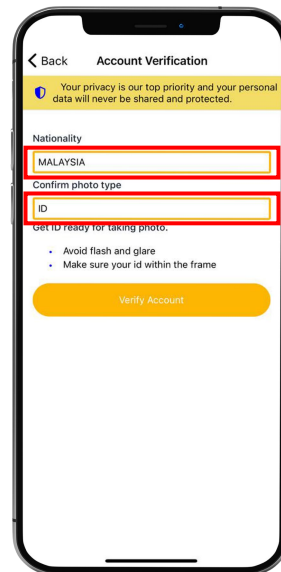 Back Account Verification
Your privacy is our top priority and your personal
data will never be shared and protected.
Nationality
MALAYSIA
Confirm photo type
ID
Get ID ready for taking photo.
• Avoid flash and glare
• Make sure your id within the frame
Verify Account